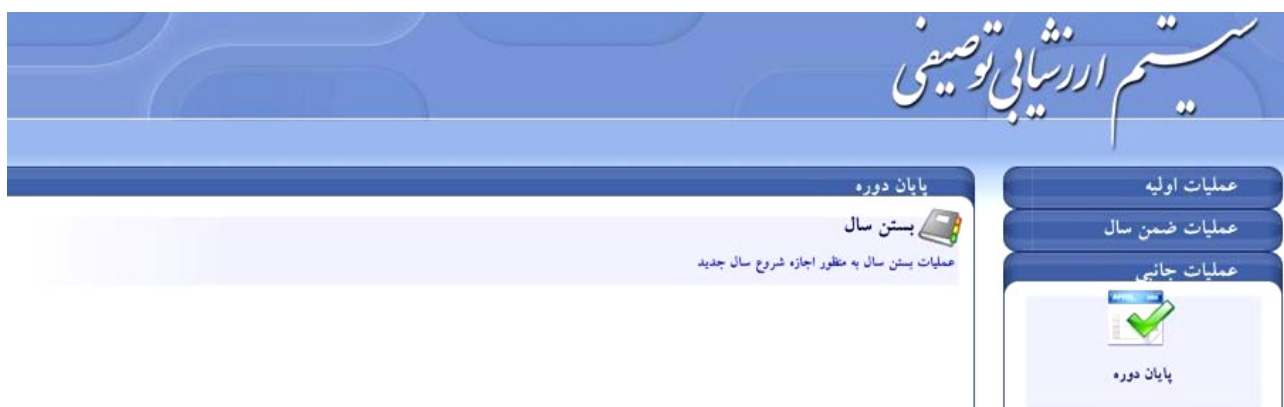 سیستم ارزشیابی توصیفی
عملیات اولیه
عملیات ضمن سال
عملیات جانبی
پایان دوره
پایان دوره
بستن سال
عملیات بستن سال به منظور اجازه شروع سال جدید